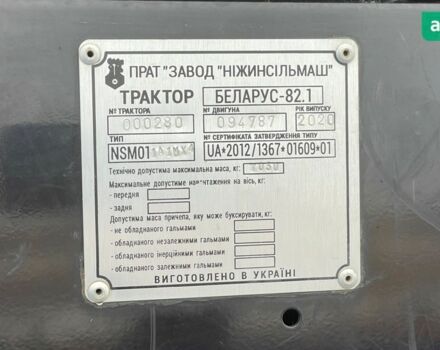 ПРАТ "ЗАВОД "НІЖИНСІЛЬМАШ"
ТРАКТОР БЕЛАРУС-82.1
№ ТРАКТОРА № ДВИГУНА РІК ВИПУСКУ
000280 094787 2020
ТИП № СЕРТИФІКАТА ЗАТВЕРДЖЕННЯ ТИПУ
NSM01 UA*2012/1367*01609*01
Технічно допустима максимальна маса, кг:
Максимальне допустиме навантаження на вісь, кг:
- передня
- задня
Допустима маса причепа, яку може буксирувати, кг:
- не обладнаного гальмами
- обладнаного незалежними гальмами
- обладнаного інерційними гальмами
- обладнаного залежними гальмами
ВИГОТОВЛЕНО В УКРАЇНІ